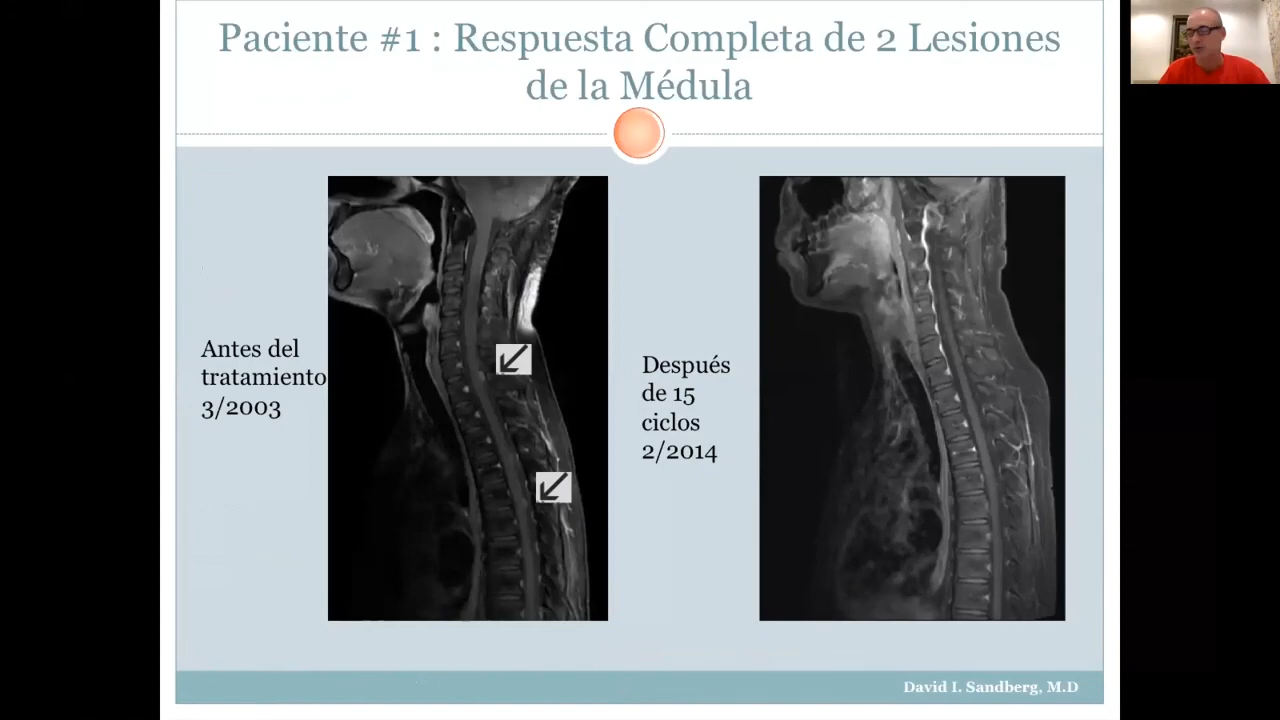 Paciente #1 : Respuesta Completa de 2 Lesiones
de la Médula
Antes del
tratamiento
3/2003
Después
de 15
ciclos
2/2014
David I. Sandberg, M.D